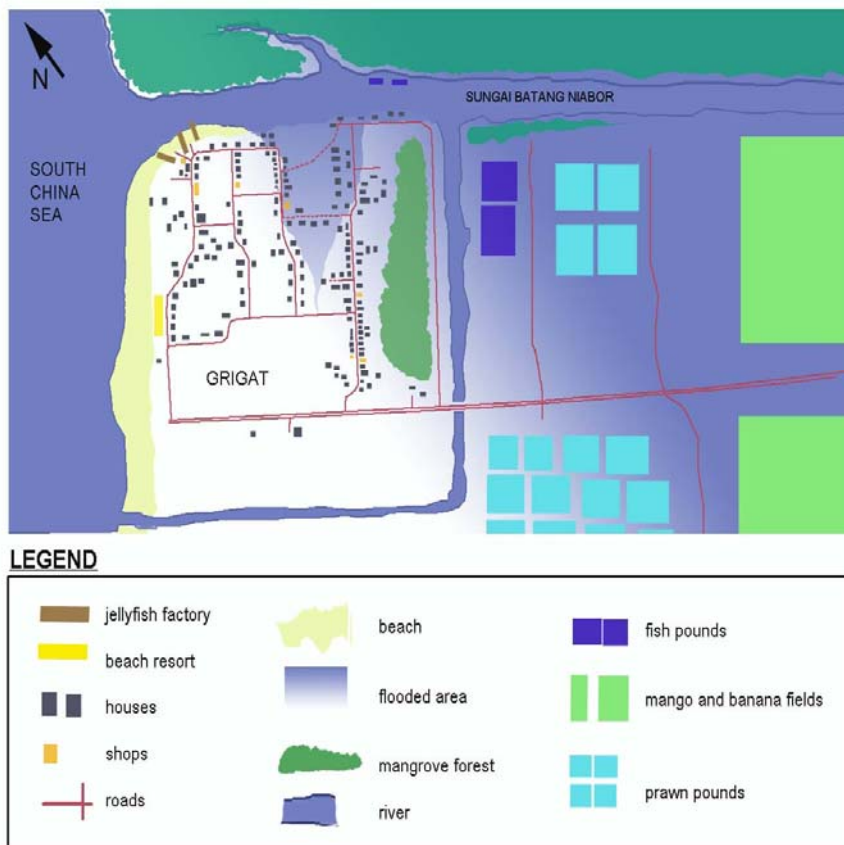 N
SUNGAI BATANG NIABOR
SOUTH
CHINA
SEA
GRIGAT
LEGEND
jellyfish factory
beach resort
houses
shops
roads
beach
flooded area
mangrove forest
river
fish pounds
mango and banana fields
prawn pounds